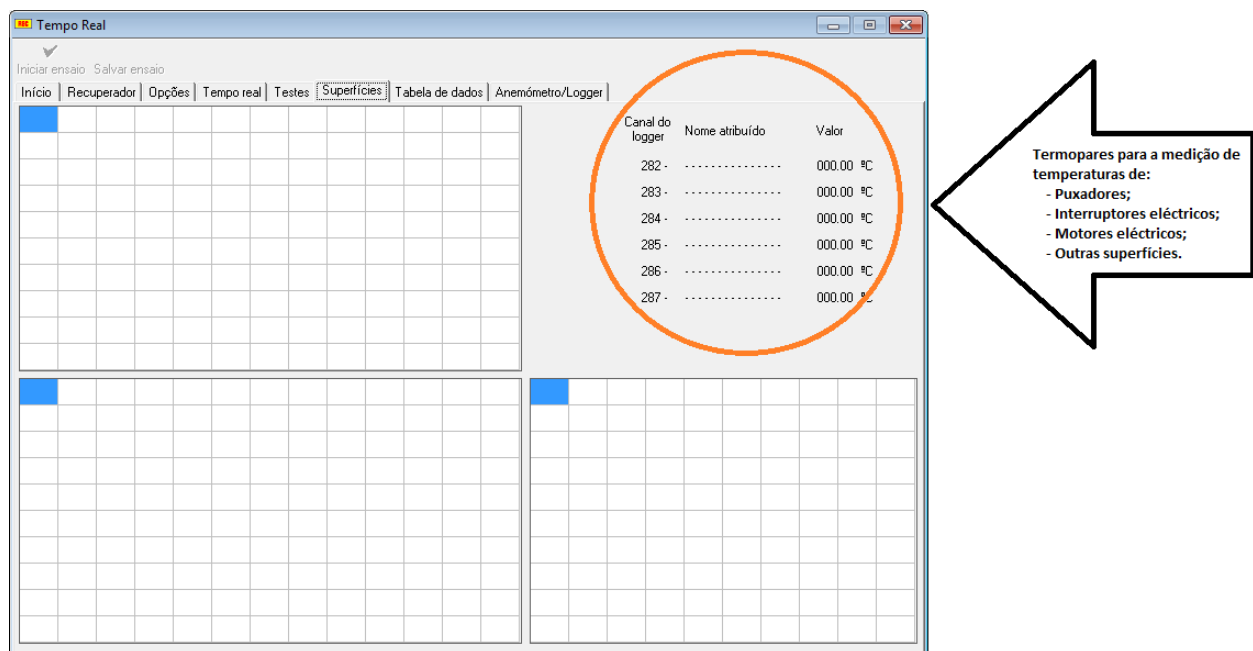 ABC Tempo Real
Iniciar ensaio Salvar ensaio
Início Recuperador Opções Tempo real Testes Superfícies Tabela de dados Anemómetro/Logger
Canal do logger Nome atribuído Valor
282 - - - - - - - - - - - - - - - 000.00 ºC
283 - - - - - - - - - - - - - - - 000.00 ºC
284 - - - - - - - - - - - - - - - 000.00 ºC
285 - - - - - - - - - - - - - - - 000.00 ºC
286 - - - - - - - - - - - - - - - 000.00 ºC
287 - - - - - - - - - - - - - - - 000.00 ºC
Termopares para a medição de
temperaturas de:
- Puxadores;
- Interruptores eléctricos;
- Motores eléctricos;
- Outras superfícies.